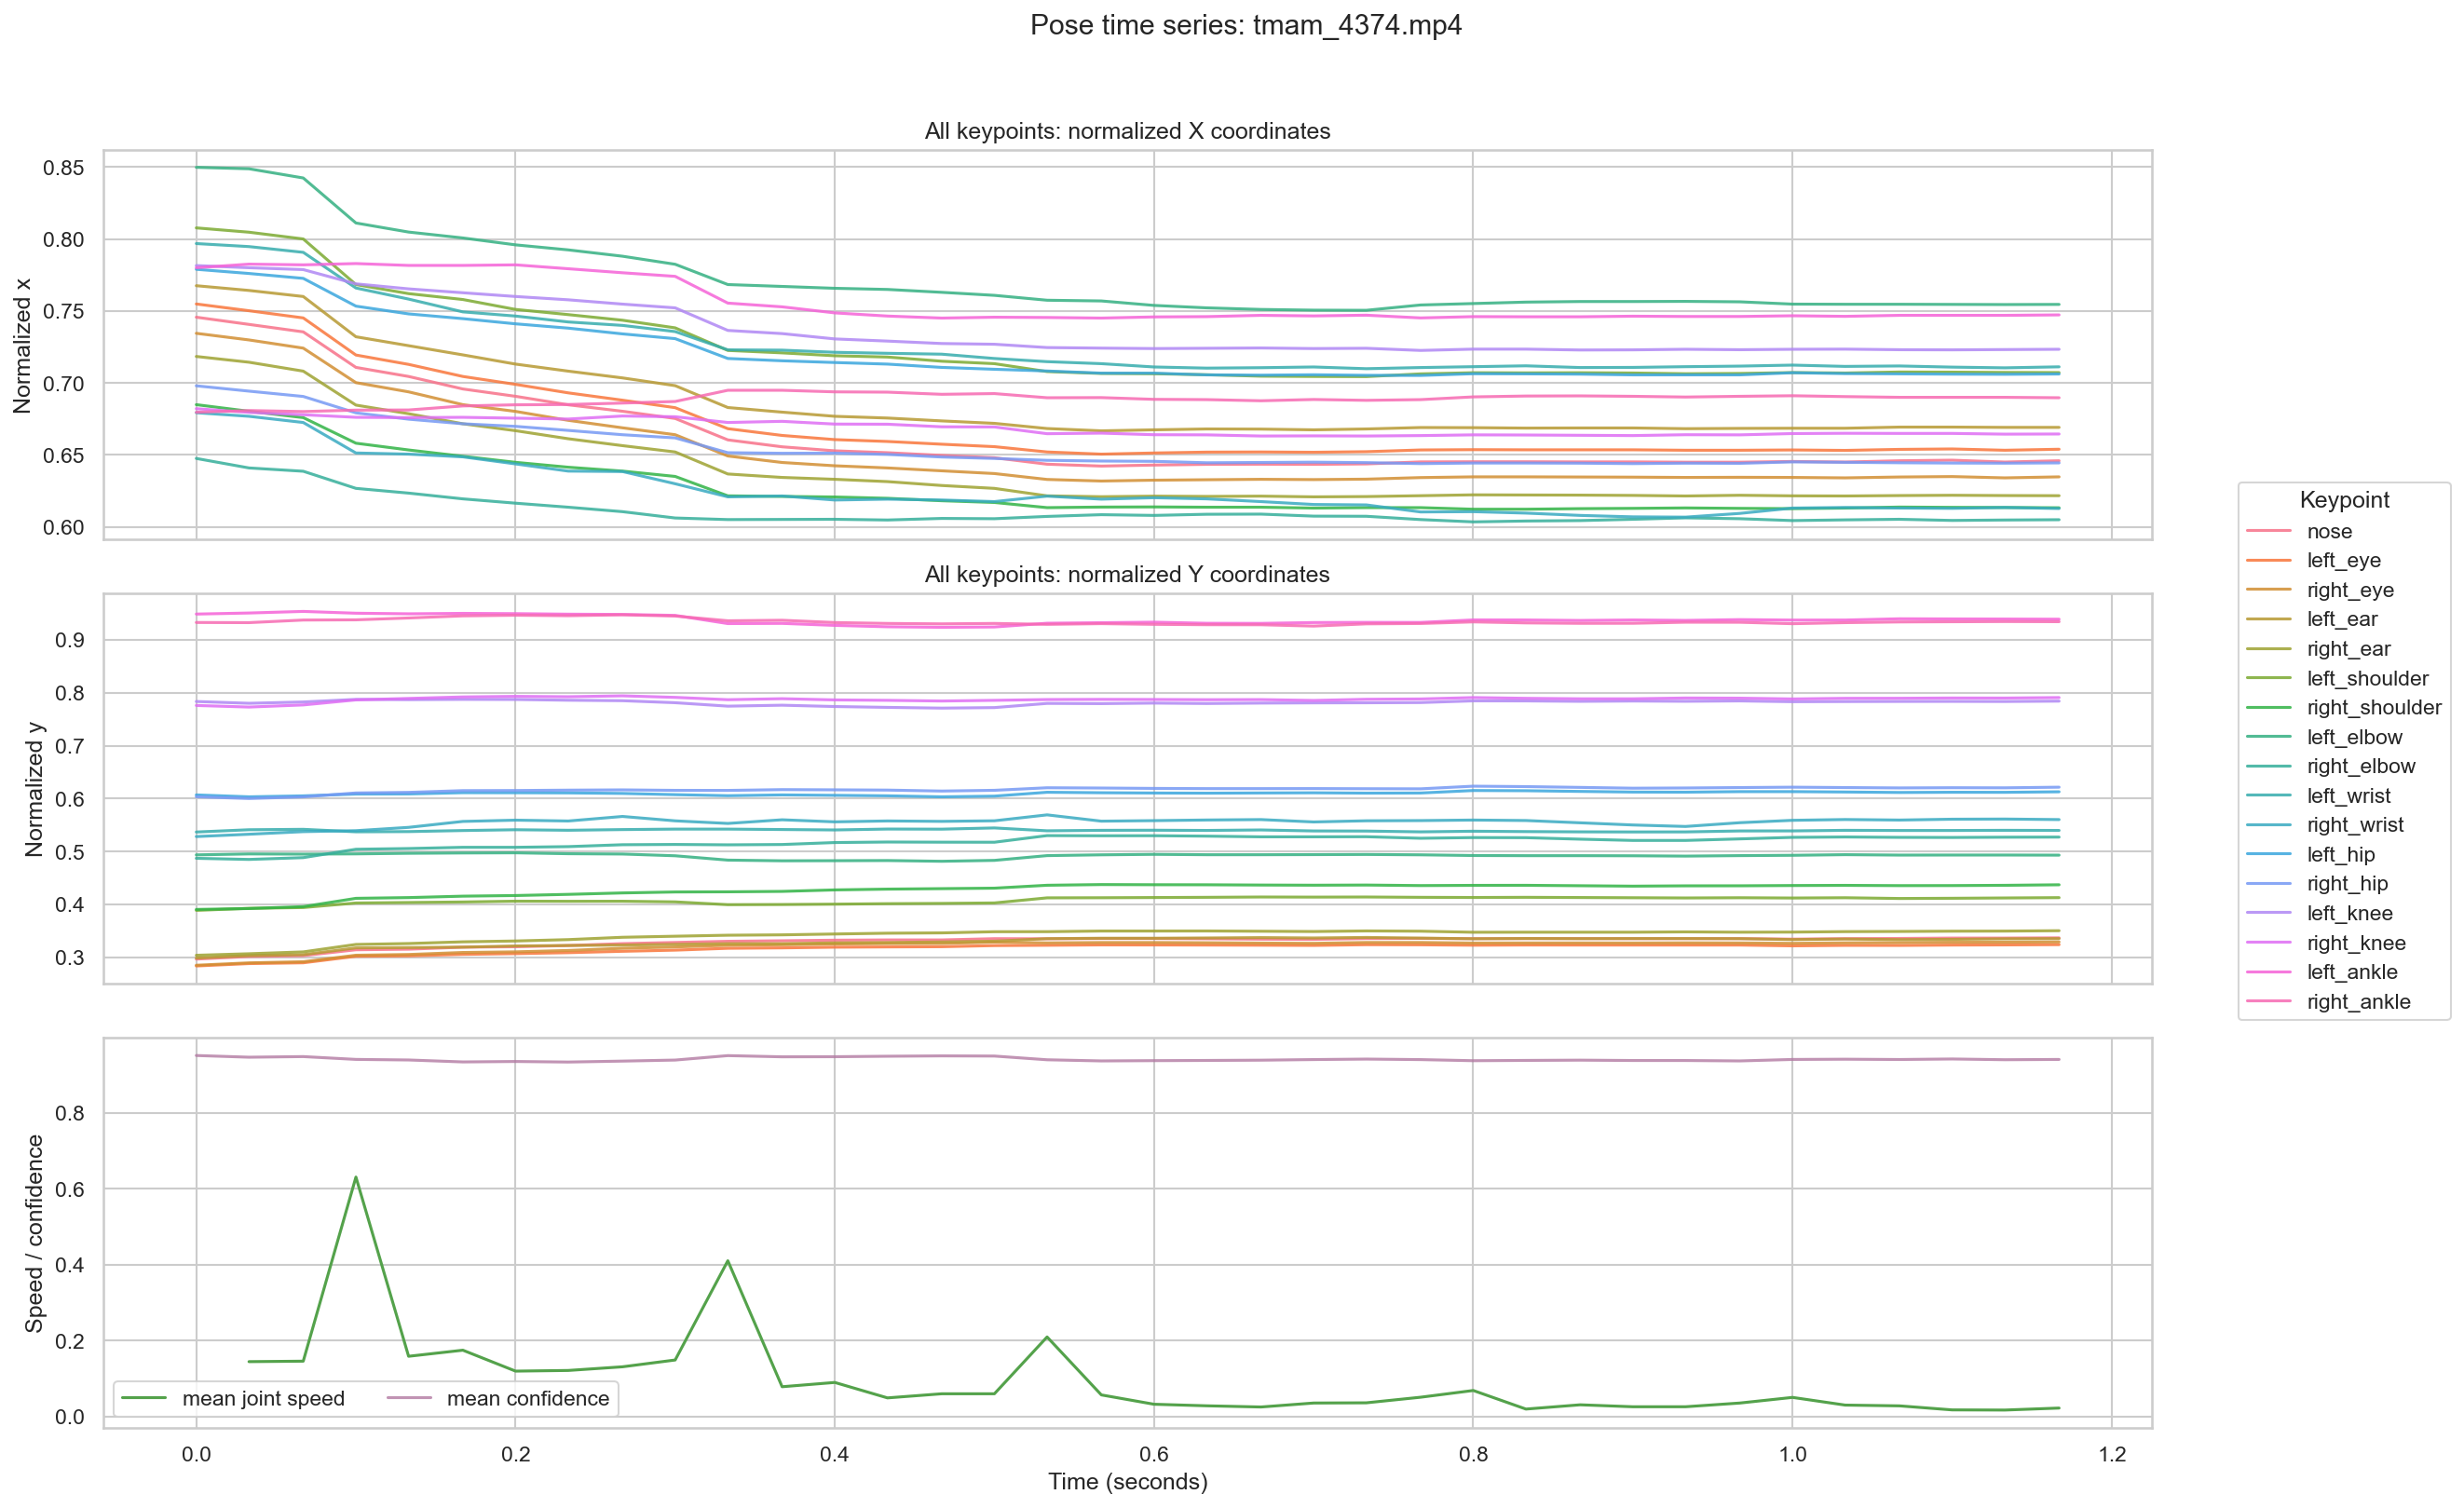 Pose time series: tmam_4374.mp4
All keypoints: normalized X coordinates
Normalized x
0.85
0.80
0.75
0.70
0.65
0.60
All keypoints: normalized Y coordinates
Normalized y
0.9
0.8
0.7
0.6
0.5
0.4
0.3
Speed / confidence
0.8
0.6
0.4
0.2
0.0
mean joint speed
mean confidence
0.0
0.2
0.4
0.6
0.8
1.0
1.2
Time (seconds)
Keypoint
nose
left_eye
right_eye
left_ear
right_ear
left_shoulder
right_shoulder
left_elbow
right_elbow
left_wrist
right_wrist
left_hip
right_hip
left_knee
right_knee
left_ankle
right_ankle